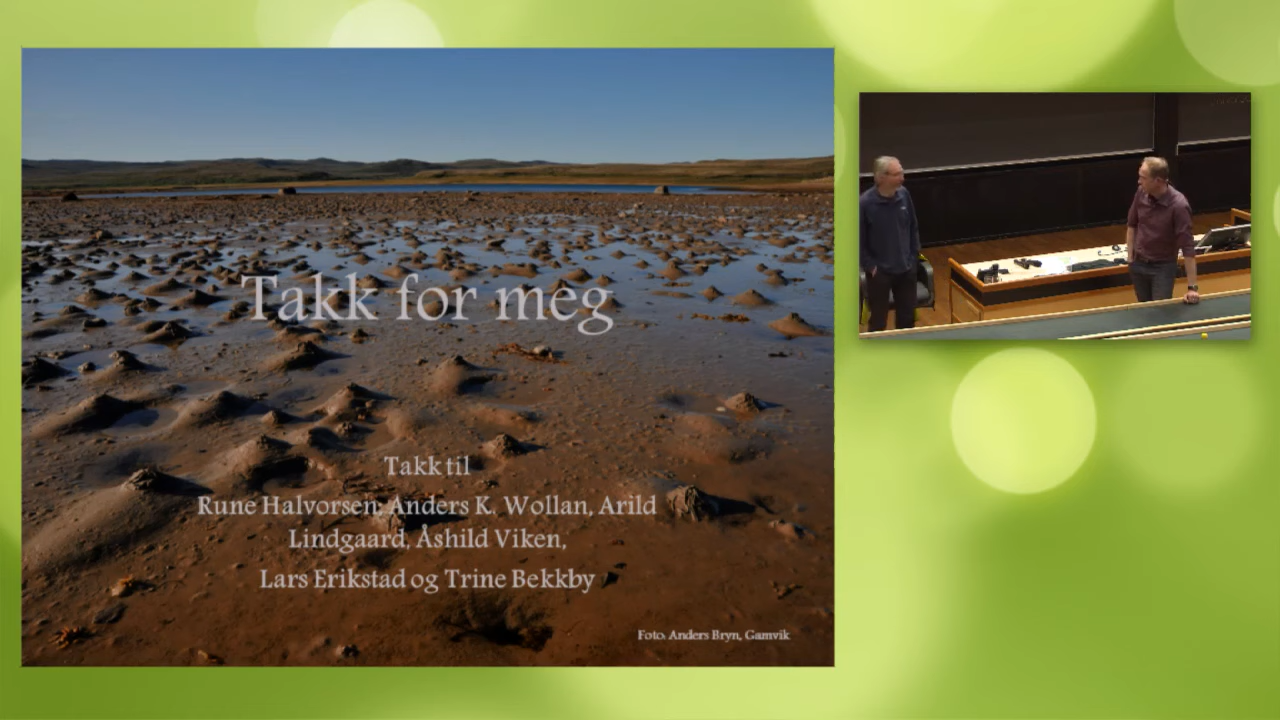 Takk for meg
Takk til
Rune Halvorsen, Anders K. Wollan, Arild
Lindgaard, Åshild Viken,
Lars Erikstad og Trine Bekkby
Foto: Anders Bryn, Gamvik